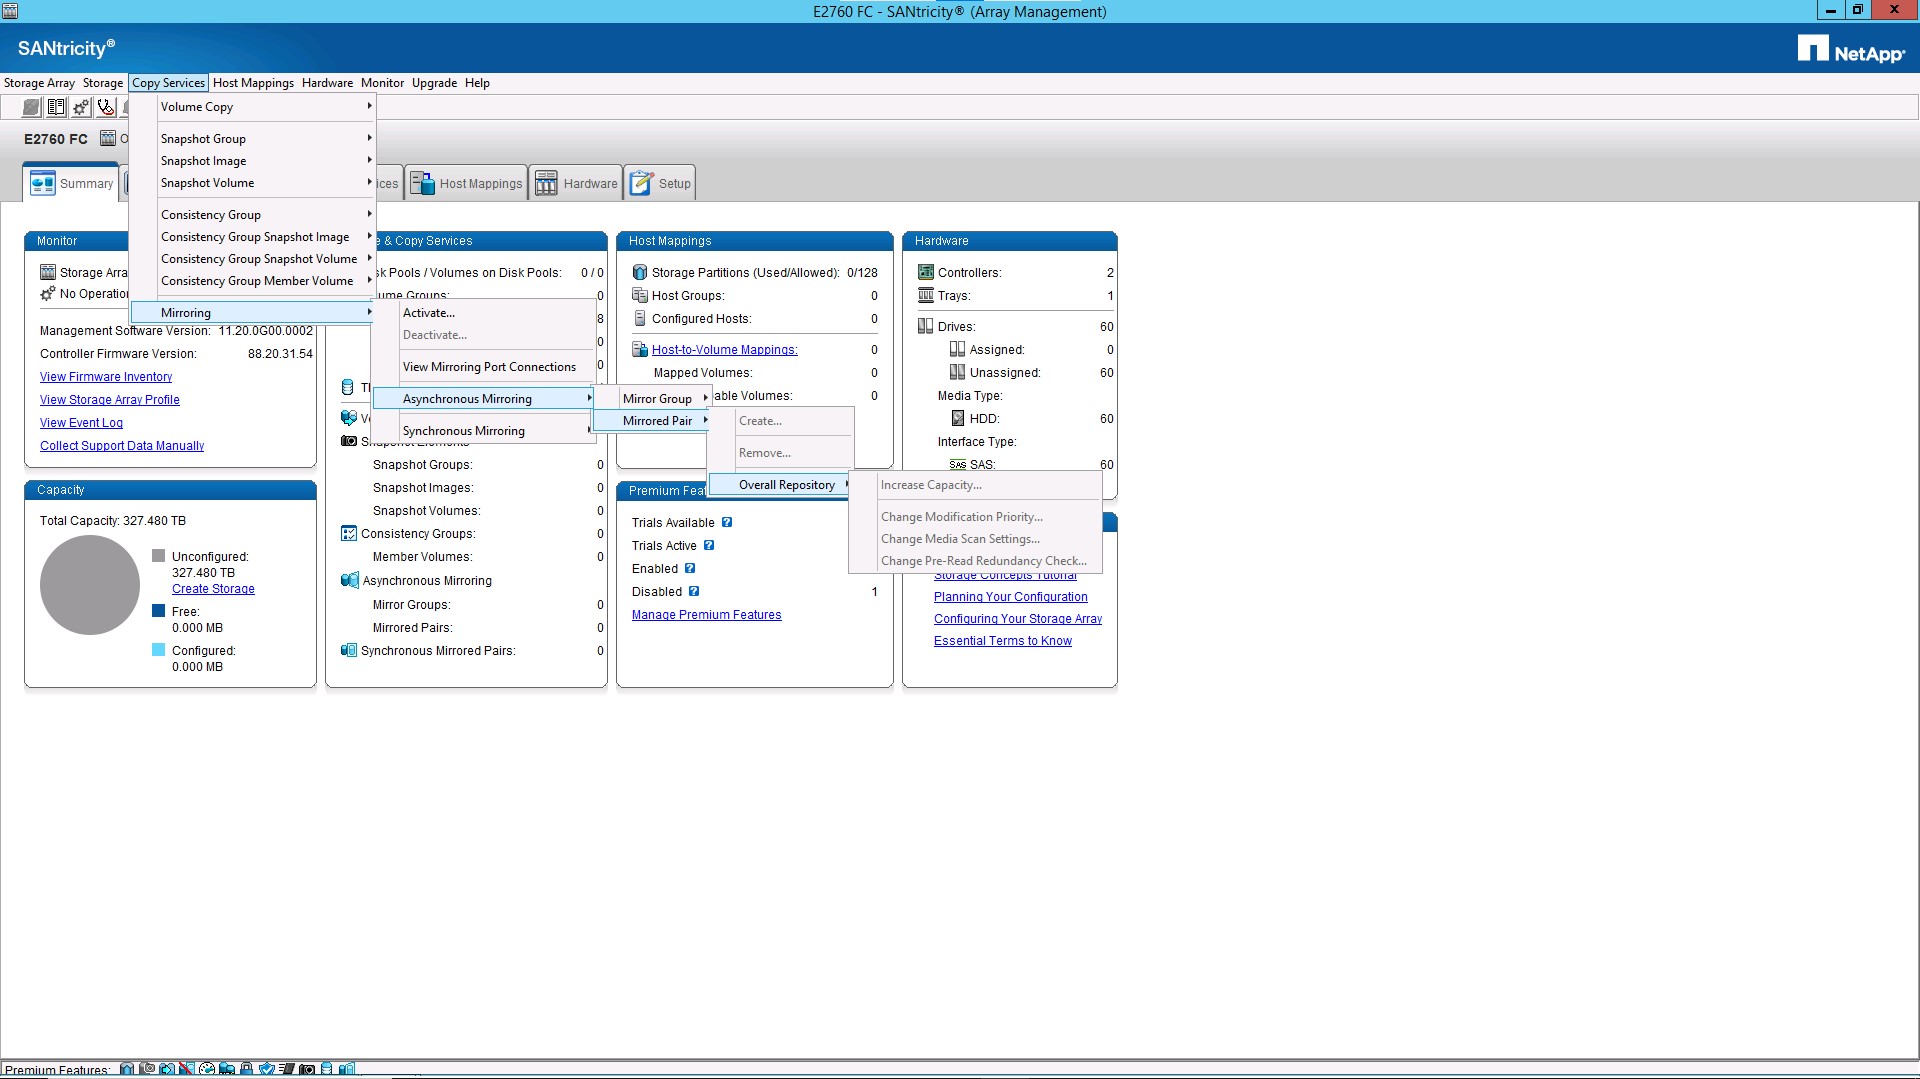 E2760 FC - SANtricity® (Array Management)
SANtricity®
NetApp®
Storage Array Storage Copy Services Host Mappings Hardware Monitor Upgrade Help
E2760 FC
Summary Host Mappings Hardware Setup
Volume Copy
Snapshot Group
Snapshot Image
Snapshot Volume
Consistency Group
Consistency Group Snapshot Image
Consistency Group Snapshot Volume
Consistency Group Member Volume
Mirroring
Activate...
Deactivate...
View Mirroring Port Connections
Asynchronous Mirroring
Synchronous Mirroring
Mirror Group
Mirrored Pair
Create...
Remove...
Overall Repository
Increase Capacity...
Change Modification Priority...
Change Media Scan Settings...
Change Pre-Read Redundancy Check...
Monitor
Storage Arra
No Operation
Management Software Version: 11.20.0G00.0002
Controller Firmware Version: 88.20.31.54
View Firmware Inventory
View Storage Array Profile
View Event Log
Collect Support Data Manually
Capacity
Total Capacity: 327.480 TB
Unconfigured:
327.480 TB
Create Storage
Free:
0.000 MB
Configured:
0.000 MB
& Copy Services
sk Pools / Volumes on Disk Pools: 0 / 0
ume Groups: 0
8
0
0
Snapshot Elements
Snapshot Groups: 0
Snapshot Images: 0
Snapshot Volumes: 0
Consistency Groups: 0
Member Volumes: 0
Asynchronous Mirroring
Mirror Groups: 0
Mirrored Pairs: 0
Synchronous Mirrored Pairs: 0
Host Mappings
Storage Partitions (Used/Allowed): 0/128
Host Groups: 0
Configured Hosts: 0
Host-to-Volume Mappings: 0
Mapped Volumes: 0
able Volumes: 0
Premium Fea
Trials Available
Trials Active
Enabled
Disabled 1
Manage Premium Features
Hardware
Controllers: 2
Trays: 1
Drives: 60
Assigned: 0
Unassigned: 60
Media Type:
HDD: 60
Interface Type:
SAS SAS: 60
Storage Concepts Tutorial
Planning Your Configuration
Configuring Your Storage Array
Essential Terms to Know
Premium Features: